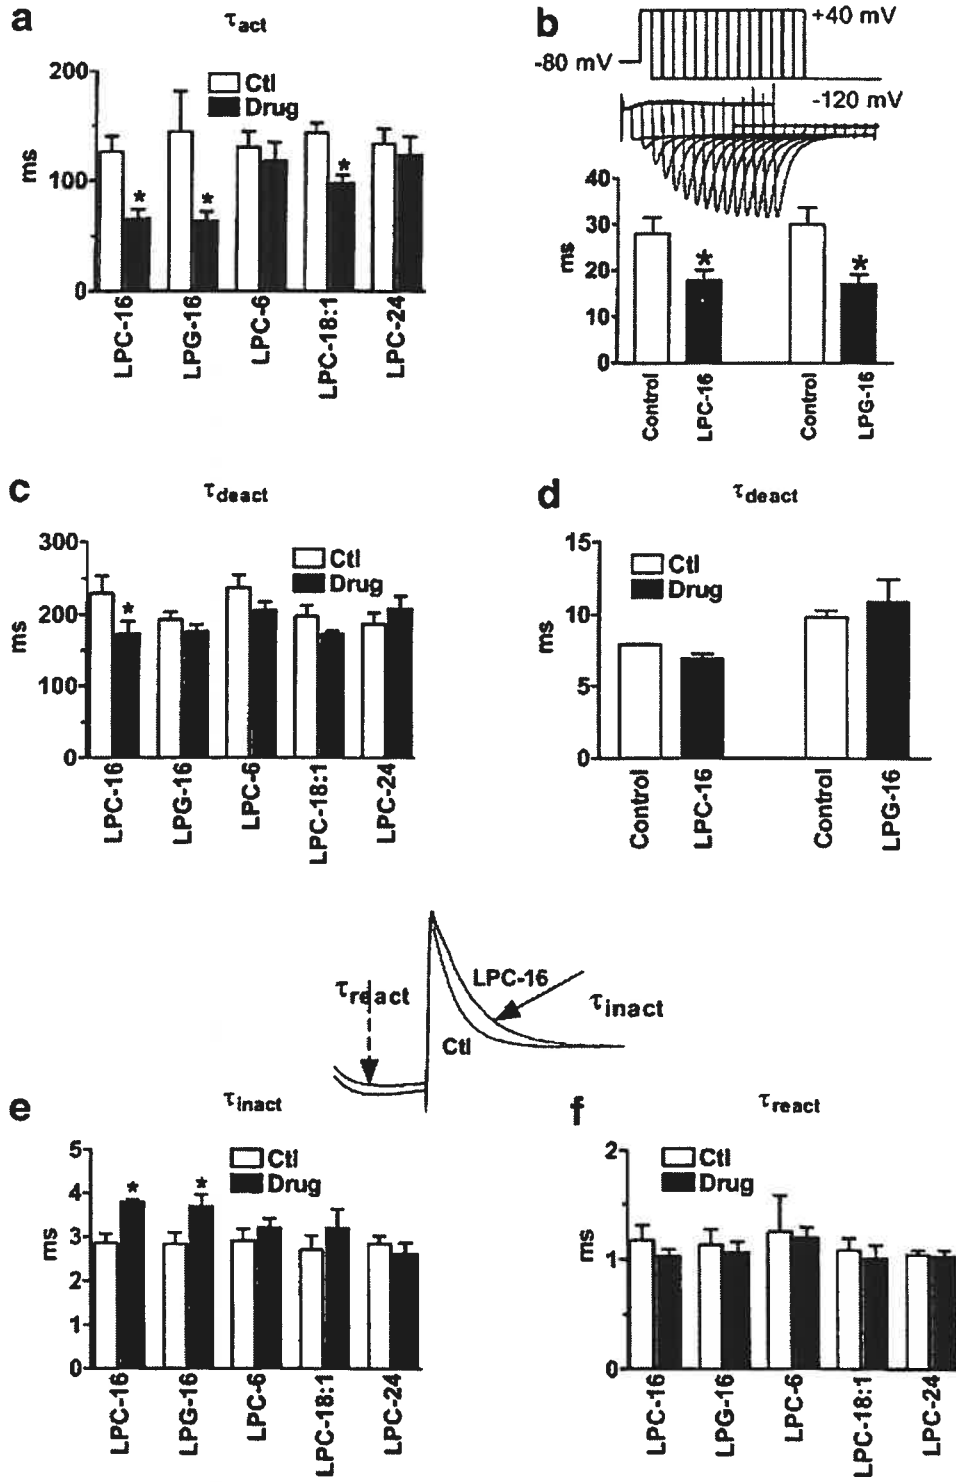 a
τact
200
100
0
ms
Ctl
Drug
*
*
*
LPC-16
LPG-16
LPC-6
LPC-18:1
LPC-24
b
+40 mV
-80 mV
-120 mV
40
30
20
10
0
ms
*
*
Control
LPC-16
Control
LPG-16
c
τdeact
300
200
100
0
ms
Ctl
Drug
*
LPC-16
LPG-16
LPC-6
LPC-18:1
LPC-24
d
τdeact
15
10
5
0
ms
Ctl
Drug
Control
LPC-16
Control
LPG-16
τreact
LPC-16
τinact
Ctl
e
τinact
5
4
3
2
1
0
ms
Ctl
Drug
*
*
LPC-16
LPG-16
LPC-6
LPC-18:1
LPC-24
f
τreact
2
1
0
ms
Ctl
Drug
LPC-16
LPG-16
LPC-6
LPC-18:1
LPC-24